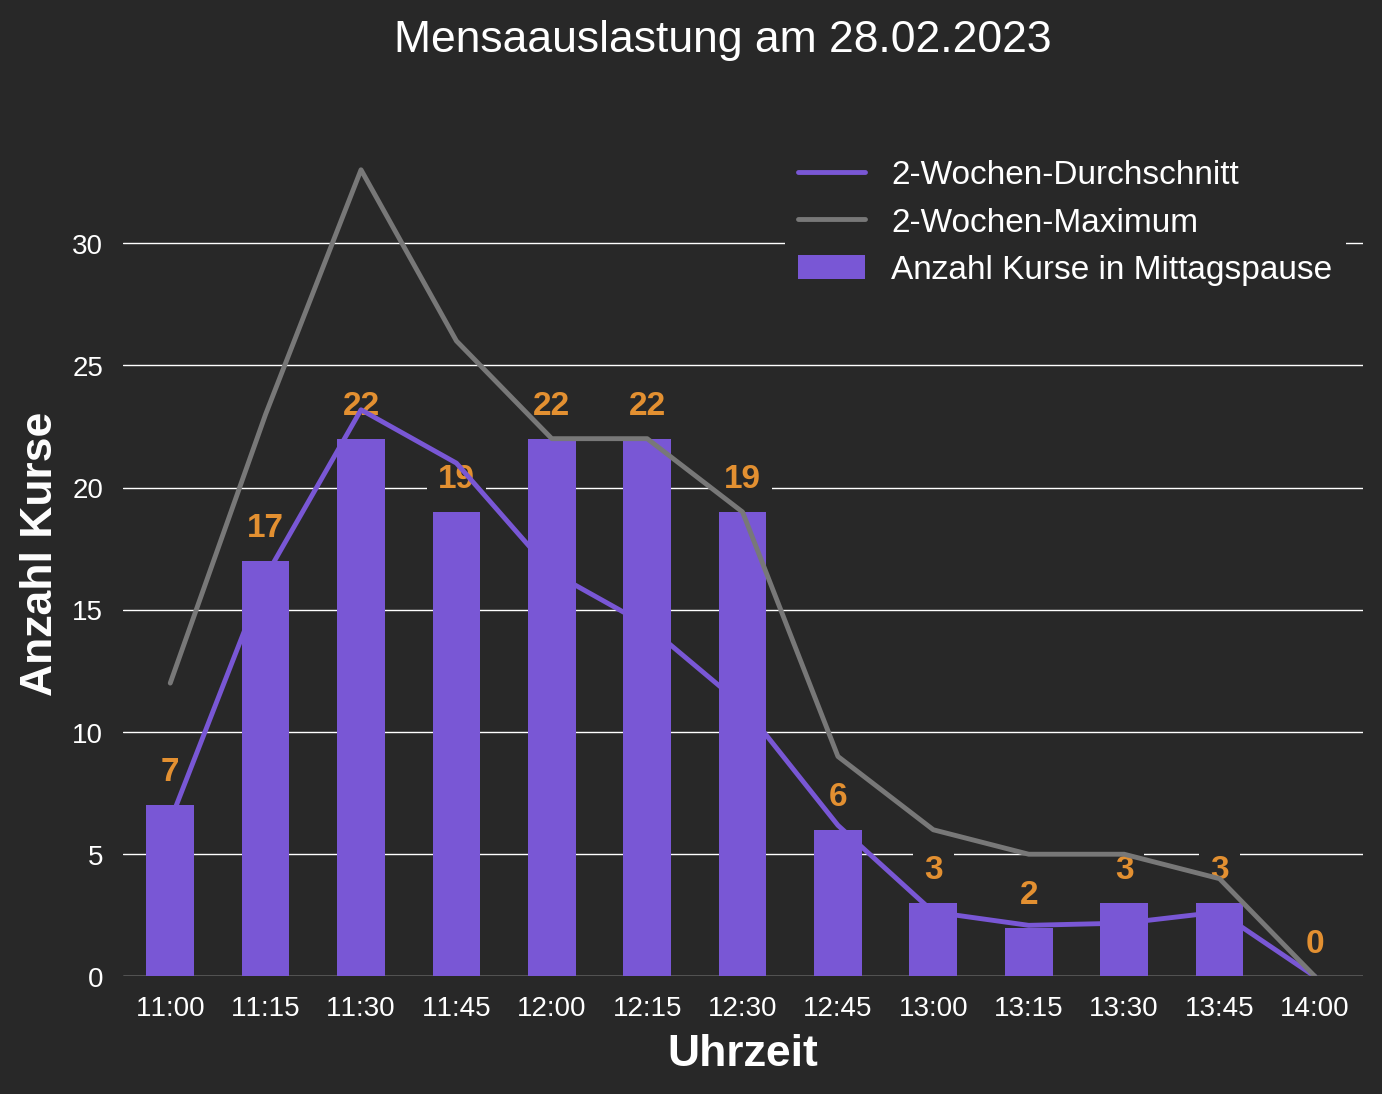 Mensaauslastung am 28.02.2023
2-Wochen-Durchschnitt
2-Wochen-Maximum
Anzahl Kurse in Mittagspause
Anzahl Kurse
30
25
20
15
10
5
0
7
17
22
19
22
22
19
6
3
2
3
3
0
11:00 11:15 11:30 11:45 12:00 12:15 12:30 12:45 13:00 13:15 13:30 13:45 14:00
Uhrzeit